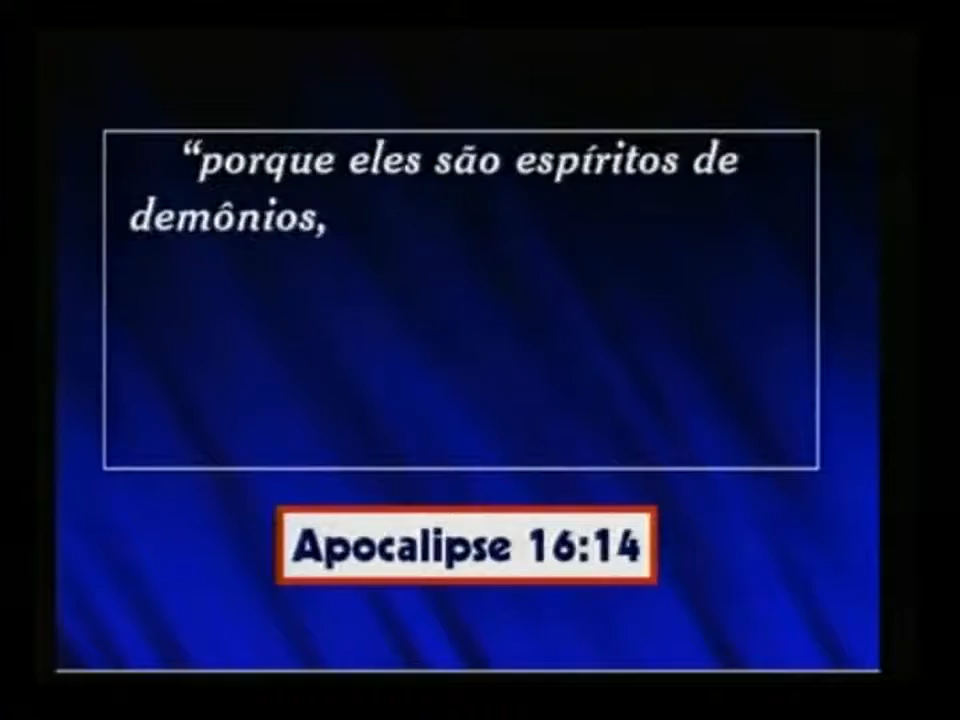 “porque eles são espíritos de
demônios,
Apocalipse 16:14